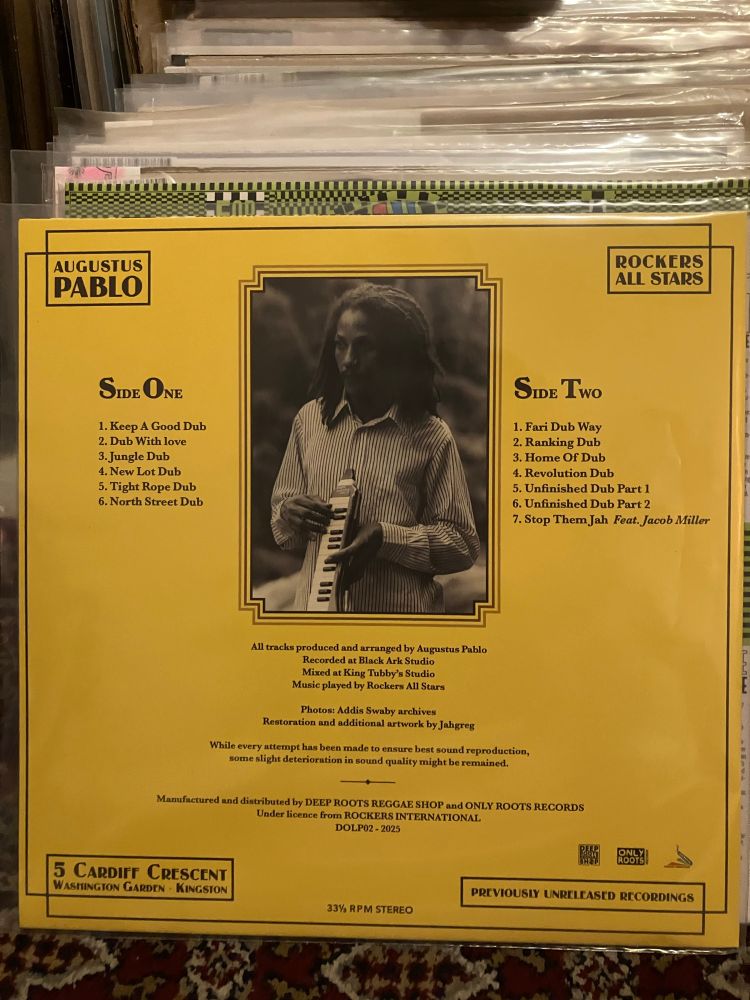 AUGUSTUS
PABLO
ROCKERS
ALL STARS
SIDE ONE
1. Keep A Good Dub
2. Dub With love
3. Jungle Dub
4. New Lot Dub
5. Tight Rope Dub
6. North Street Dub
SIDE TWO
1. Fari Dub Way
2. Ranking Dub
3. Home Of Dub
4. Revolution Dub
5. Unfinished Dub Part 1
6. Unfinished Dub Part 2
7. Stop Them Jah Feat. Jacob Miller
All tracks produced and arranged by Augustus Pablo
Recorded at Black Ark Studio
Mixed at King Tubby's Studio
Music played by Rockers All Stars
Photos: Addis Swaby archives
Restoration and additional artwork by Jahgreg
While every attempt has been made to ensure best sound reproduction,
some slight deterioration in sound quality might be remained.
Manufactured and distributed by DEEP ROOTS REGGAE SHOP and ONLY ROOTS RECORDS
Under licence from ROCKERS INTERNATIONAL
DOLP02 - 2025
DEEP
ROOTS
SHOP
ONLY
ROOTS
5 CARDIFF CRESCENT
WASHINGTON GARDEN - KINGSTON
33⅓ RPM STEREO
PREVIOUSLY UNRELEASED RECORDINGS